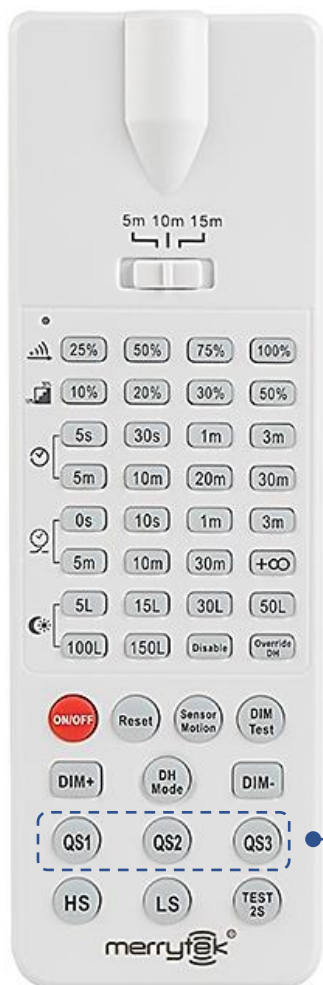 5m 10m 15m
25% 50% 75% 100%
10% 20% 30% 50%
5s 30s 1m 3m
5m 10m 20m 30m
0s 10s 1m 3m
5m 10m 30m +∞
5L 15L 30L 50L
100L 150L Disable Override DH
ON/OFF Reset Sensor Motion DIM Test
DIM+ DH Mode DIM-
QS1 QS2 QS3
HS LS TEST 2S
merrytek®